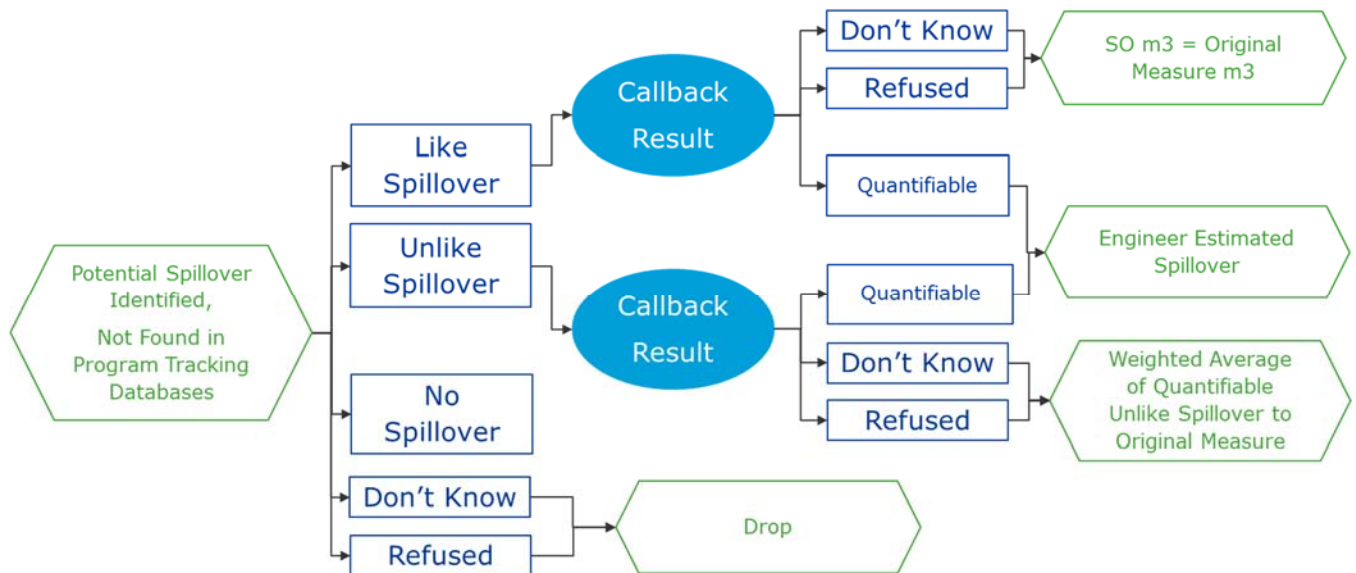 Potential Spillover
Identified,
Not Found in
Program Tracking
Databases
Like
Spillover
Unlike
Spillover
No
Spillover
Don't Know
Refused
Callback
Result
Callback
Result
Don't Know
Refused
Quantifiable
Quantifiable
Don't Know
Refused
SO m3 = Original
Measure m3
Engineer Estimated
Spillover
Weighted Average
of Quantifiable
Unlike Spillover to
Original Measure
Drop